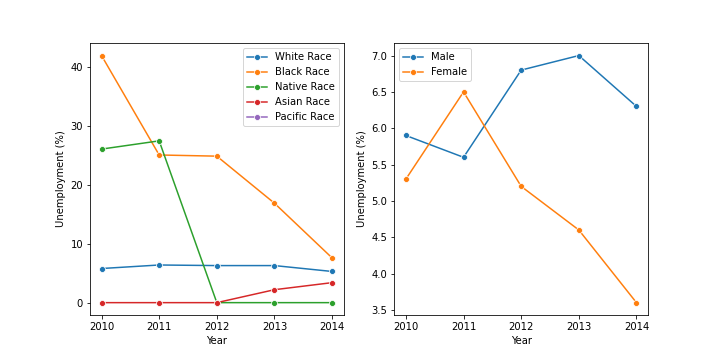 White Race
Black Race
Native Race
Asian Race
Pacific Race
40
30
20
10
0
Unemployment (%)
2010 2011 2012 2013 2014
Year
Male
Female
7.0
6.5
6.0
5.5
5.0
4.5
4.0
3.5
Unemployment (%)
2010 2011 2012 2013 2014
Year